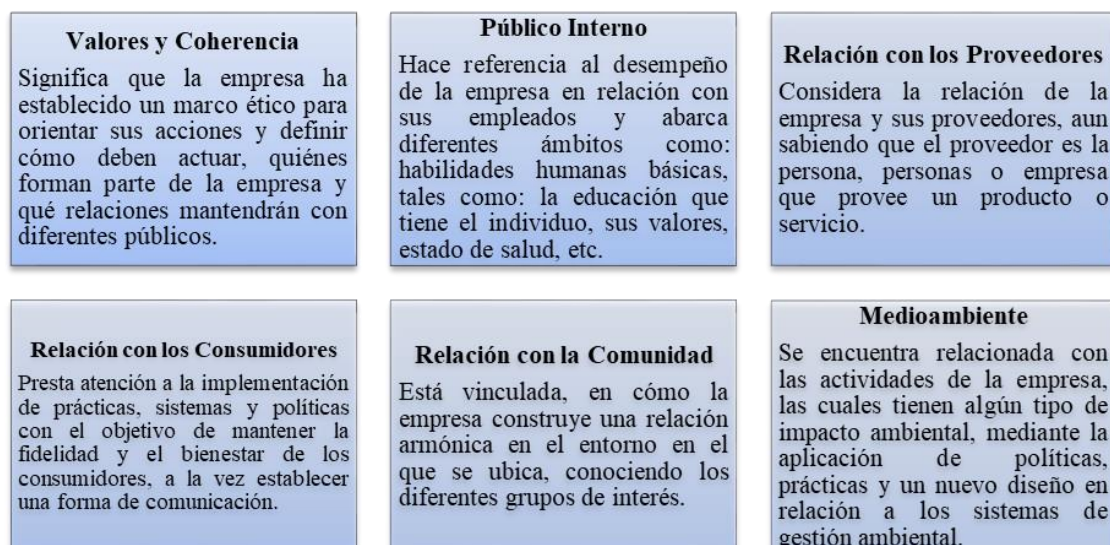 Valores y Coherencia
Significa que la empresa ha
establecido un marco ético para
orientar sus acciones y definir
cómo deben actuar, quiénes
forman parte de la empresa y
qué relaciones mantendrán con
diferentes públicos.
Público Interno
Hace referencia al desempeño
de la empresa en relación con
sus empleados y abarca
diferentes ámbitos como:
habilidades humanas básicas,
tales como: la educación que
tiene el individuo, sus valores,
estado de salud, etc.
Relación con los Proveedores
Considera la relación de la
empresa y sus proveedores, aun
sabiendo que el proveedor es la
persona, personas o empresa
que provee un producto o
servicio.
Relación con los Consumidores
Presta atención a la implementación
de prácticas, sistemas y políticas
con el objetivo de mantener la
fidelidad y el bienestar de los
consumidores, a la vez establecer
una forma de comunicación.
Relación con la Comunidad
Está vinculada, en cómo la
empresa construye una relación
armónica en el entorno en el
que se ubica, conociendo los
diferentes grupos de interés.
Medioambiente
Se encuentra relacionada con
las actividades de la empresa,
las cuales tienen algún tipo de
impacto ambiental, mediante la
aplicación de políticas,
prácticas y un nuevo diseño en
relación a los sistemas de
gestión ambiental.